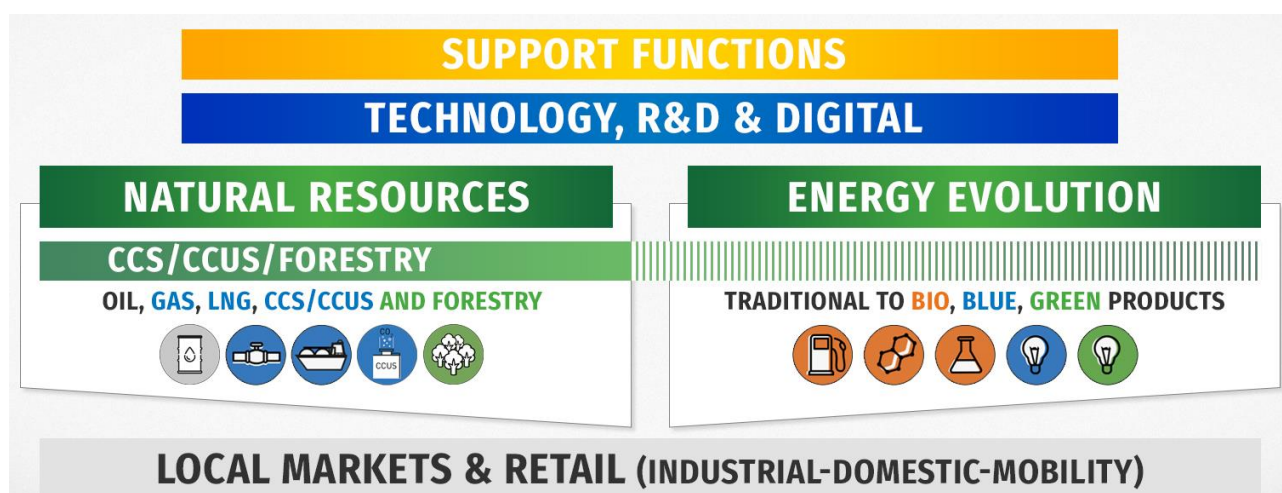 SUPPORT FUNCTIONS
TECHNOLOGY, R&D & DIGITAL
NATURAL RESOURCES
CCS/CCUS/FORESTRY
OIL, GAS, LNG, CCS/CCUS AND FORESTRY
CO₂
CCUS
ENERGY EVOLUTION
TRADITIONAL TO BIO, BLUE, GREEN PRODUCTS
LOCAL MARKETS & RETAIL (INDUSTRIAL-DOMESTIC-MOBILITY)